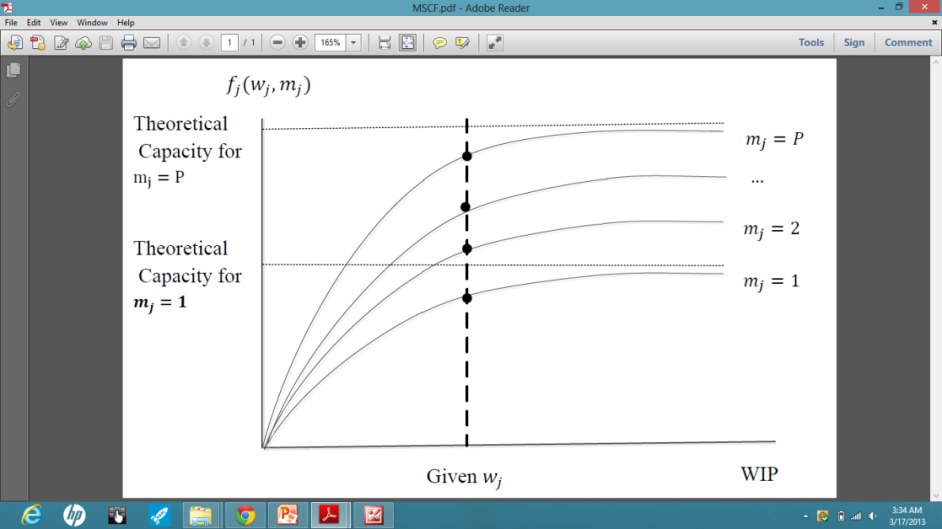 MSCF.pdf - Adobe Reader
File Edit View Window Help
1 / 1 165% Tools Sign Comment
f_j(w_j, m_j)
Theoretical
Capacity for
m_j = P
m_j = P
...
Theoretical
Capacity for
m_j = 1
m_j = 2
m_j = 1
Given w_j
WIP
3:34 AM
3/17/2013